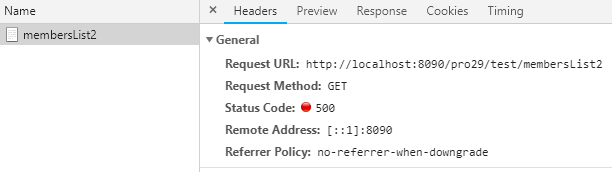 Name
× Headers Preview Response Cookies Timing
membersList2
▼ General
Request URL: http://localhost:8090/pro29/test/membersList2
Request Method: GET
Status Code: 500
Remote Address: [::1]:8090
Referrer Policy: no-referrer-when-downgrade